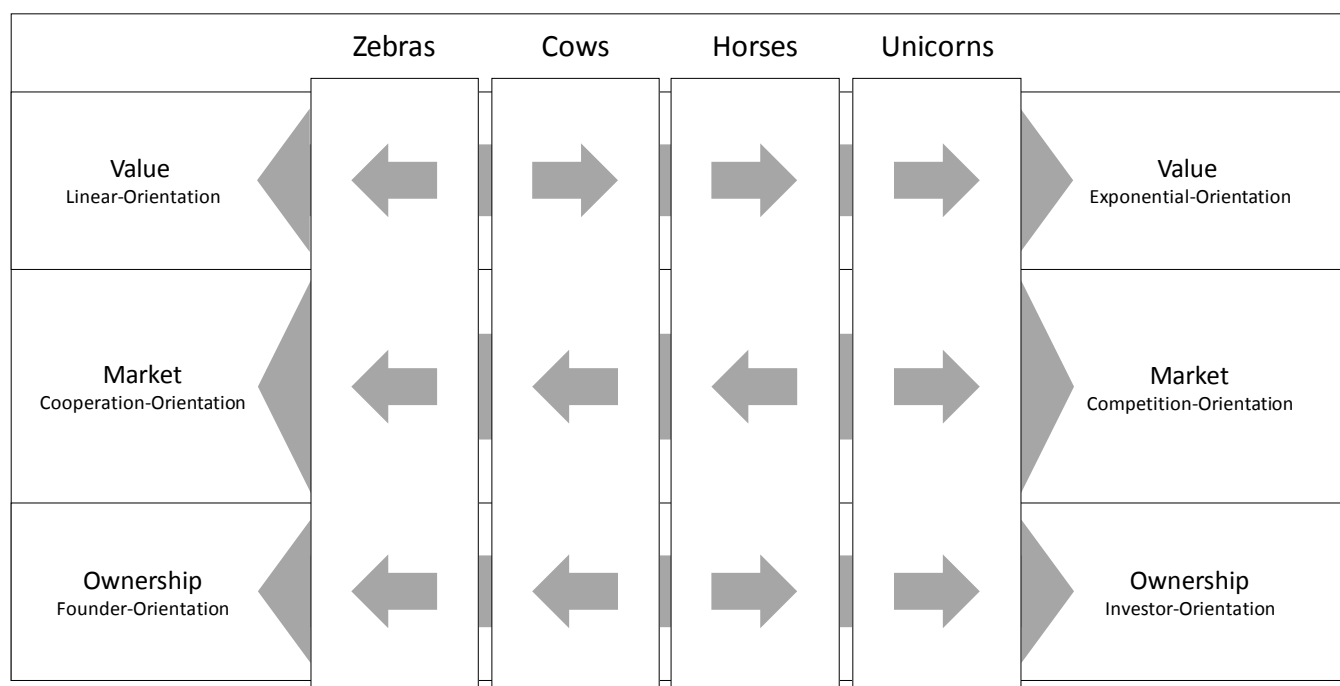 Zebras
Cows
Horses
Unicorns
Value
Linear-Orientation
Value
Exponential-Orientation
Market
Cooperation-Orientation
Market
Competition-Orientation
Ownership
Founder-Orientation
Ownership
Investor-Orientation